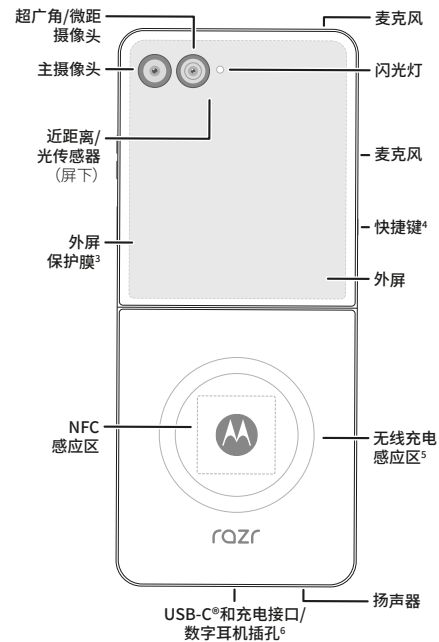 超广角/微距
摄像头
麦克风
主摄像头
闪光灯
近距离/
光传感器
（屏下）
麦克风
快捷键⁴
外屏
保护膜³
外屏
NFC
感应区
无线充电
感应区⁵
razr
扬声器
USB-C®和充电接口/
数字耳机插孔⁶